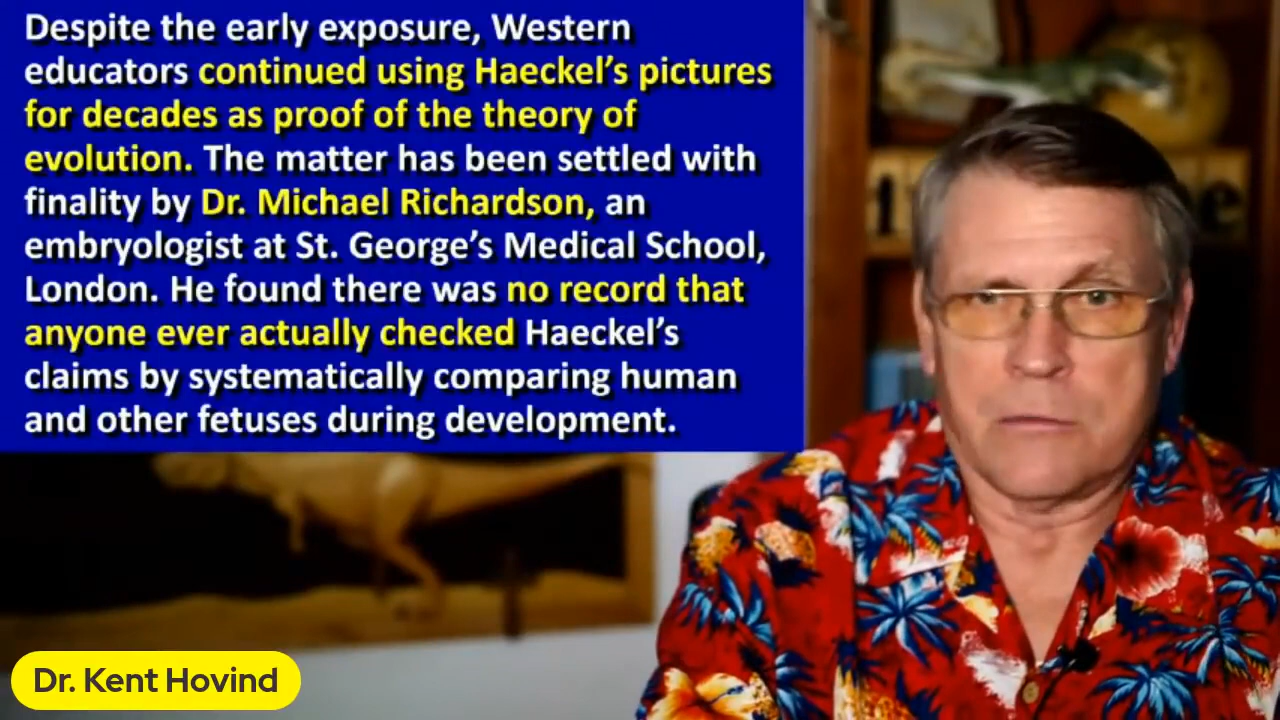 Despite the early exposure, Western
educators continued using Haeckel's pictures
for decades as proof of the theory of
evolution. The matter has been settled with
finality by Dr. Michael Richardson, an
embryologist at St. George's Medical School,
London. He found there was no record that
anyone ever actually checked Haeckel's
claims by systematically comparing human
and other fetuses during development.
Dr. Kent Hovind